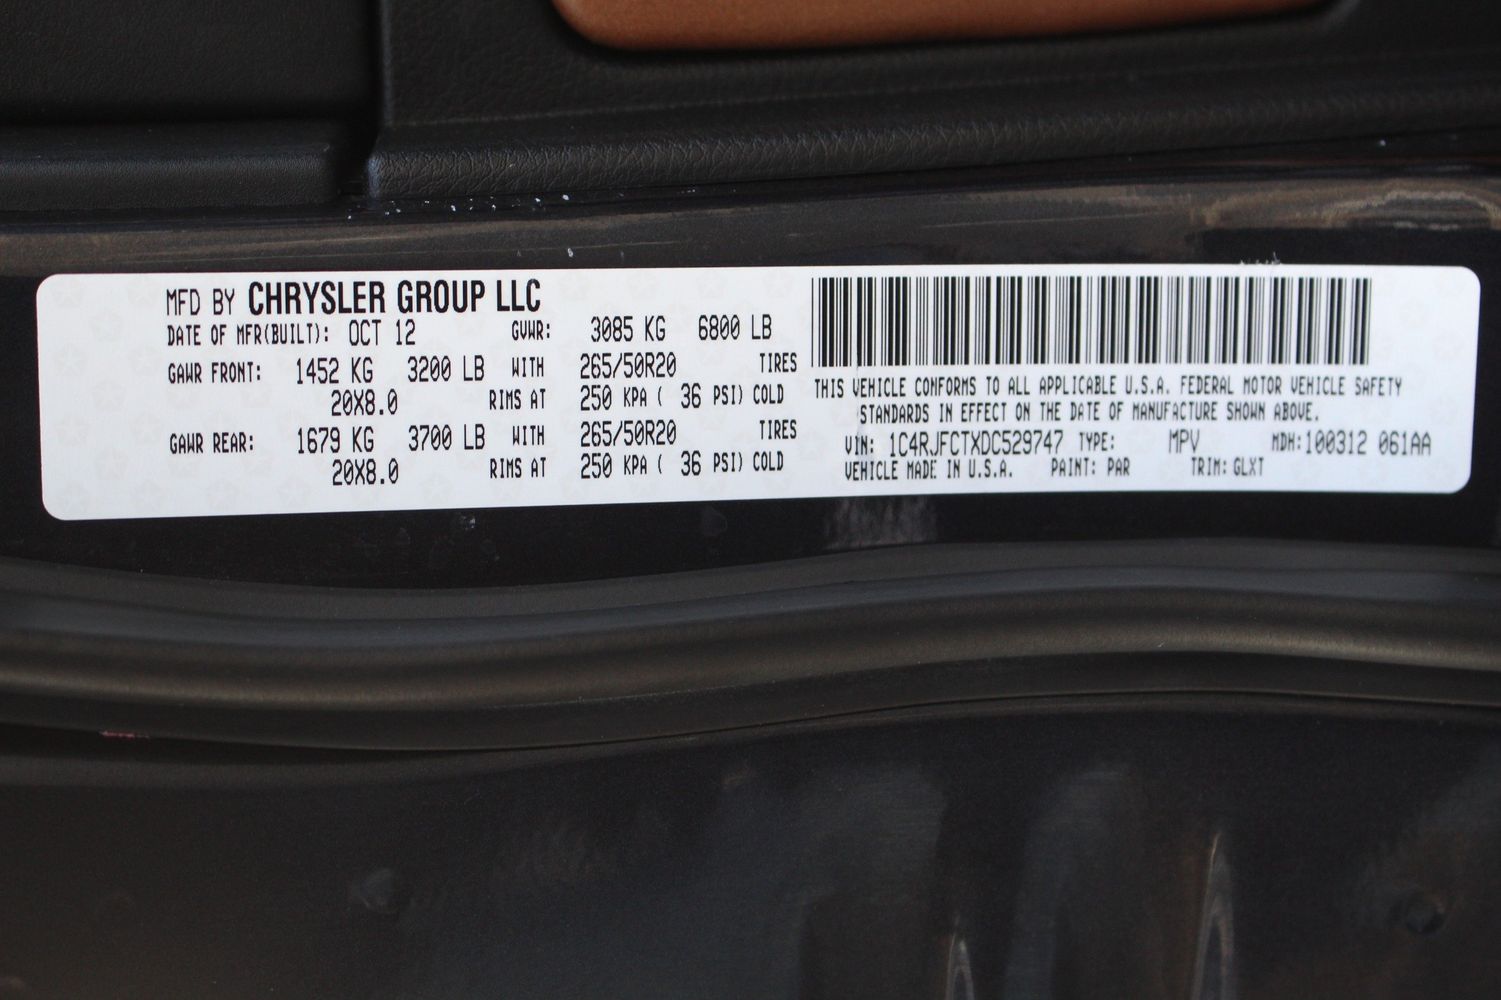 MFD BY CHRYSLER GROUP LLC
DATE OF MFR(BUILT): OCT 12 GVWR: 3085 KG 6800 LB
GAWR FRONT: 1452 KG 3200 LB WITH 265/50R20 TIRES
20X8.0 RIMS AT 250 KPA ( 36 PSI) COLD
GAWR REAR: 1679 KG 3700 LB WITH 265/50R20 TIRES
20X8.0 RIMS AT 250 KPA ( 36 PSI) COLD
THIS VEHICLE CONFORMS TO ALL APPLICABLE U.S.A. FEDERAL MOTOR VEHICLE SAFETY
STANDARDS IN EFFECT ON THE DATE OF MANUFACTURE SHOWN ABOVE.
VIN: 1C4RJFCTXDC529747 TYPE: MPV MDH:100312 061AA
VEHICLE MADE IN U.S.A. PAINT: PAR TRIM: GLXT